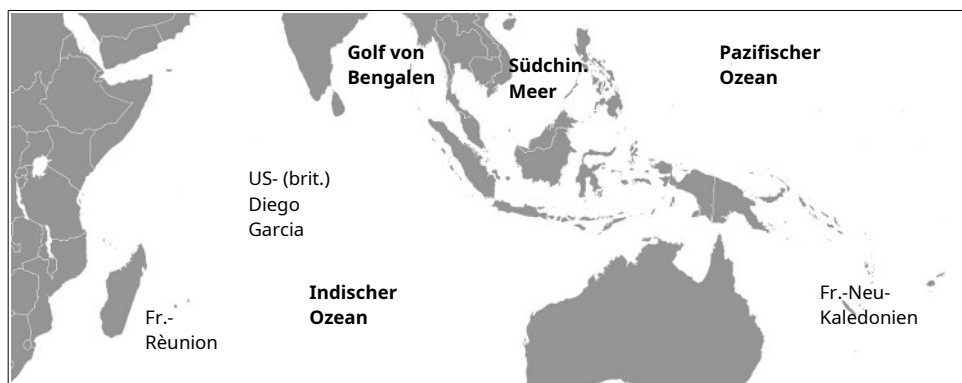 Golf von
Bengalen
Südchin.
Meer
Pazifischer
Ozean
US- (brit.)
Diego
Garcia
Indischer
Ozean
Fr.-Neu-
Kaledonien
Fr.-
Rèunion